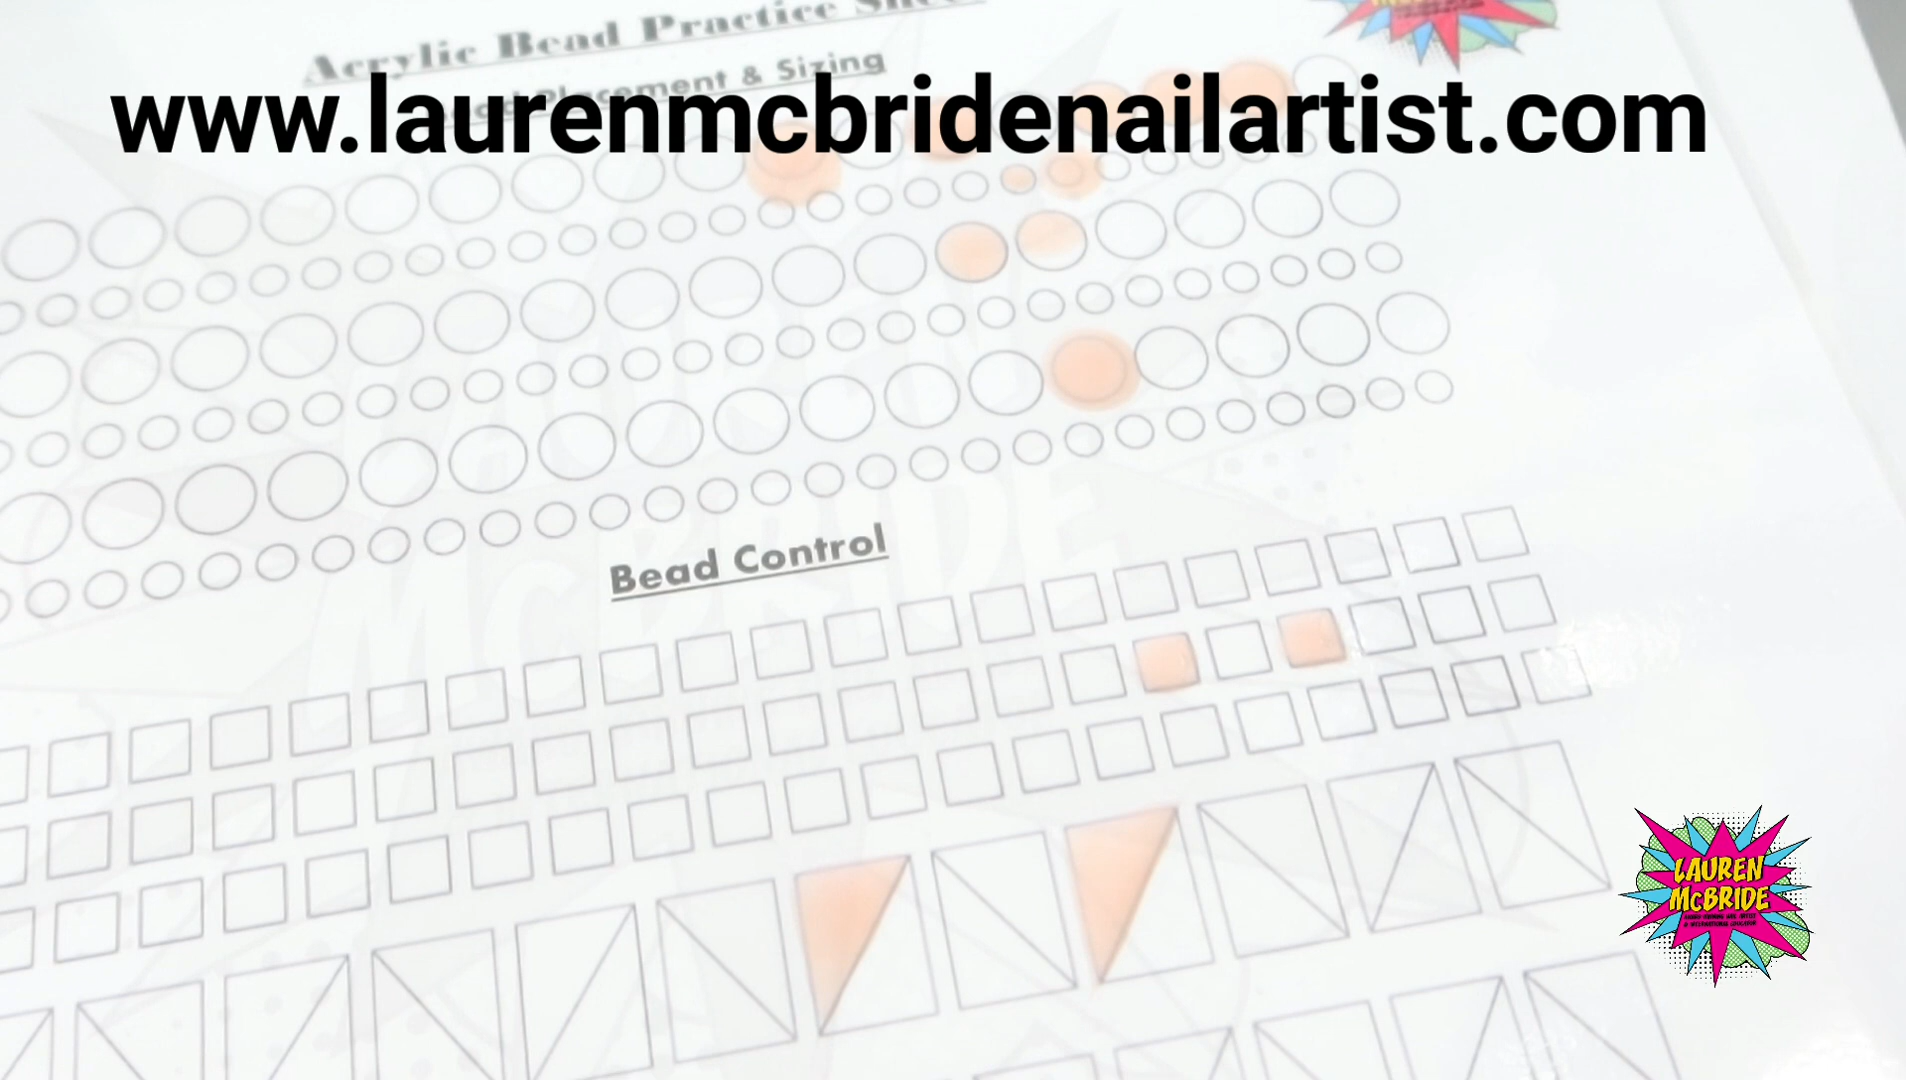 Acrylic Bead Practice
Placement & Sizing
www.laurenmcbridenailartist.com
Bead Control
LAUREN
McBRIDE